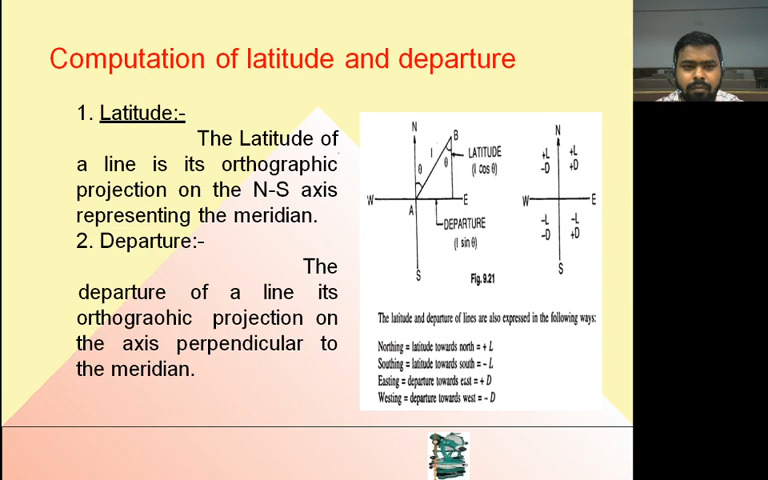 Computation of latitude and departure
1. Latitude:-
The Latitude of
a line is its orthographic
projection on the N-S axis
representing the meridian.
2. Departure:-
The
departure of a line its
orthograohic projection on
the axis perpendicular to
the meridian.
N
B
l
θ
θ
LATITUDE
(l cos θ)
W
E
A
DEPARTURE
(l sin θ)
S
Fig. 9.21
N
+L
-D
+L
+D
W
E
-L
-D
-L
+D
S
The latitude and departure of lines are also expressed in the following ways:
Northing = latitude towards north = + L
Southing = latitude towards south = - L
Easting = departure towards east = + D
Westing = departure towards west = - D